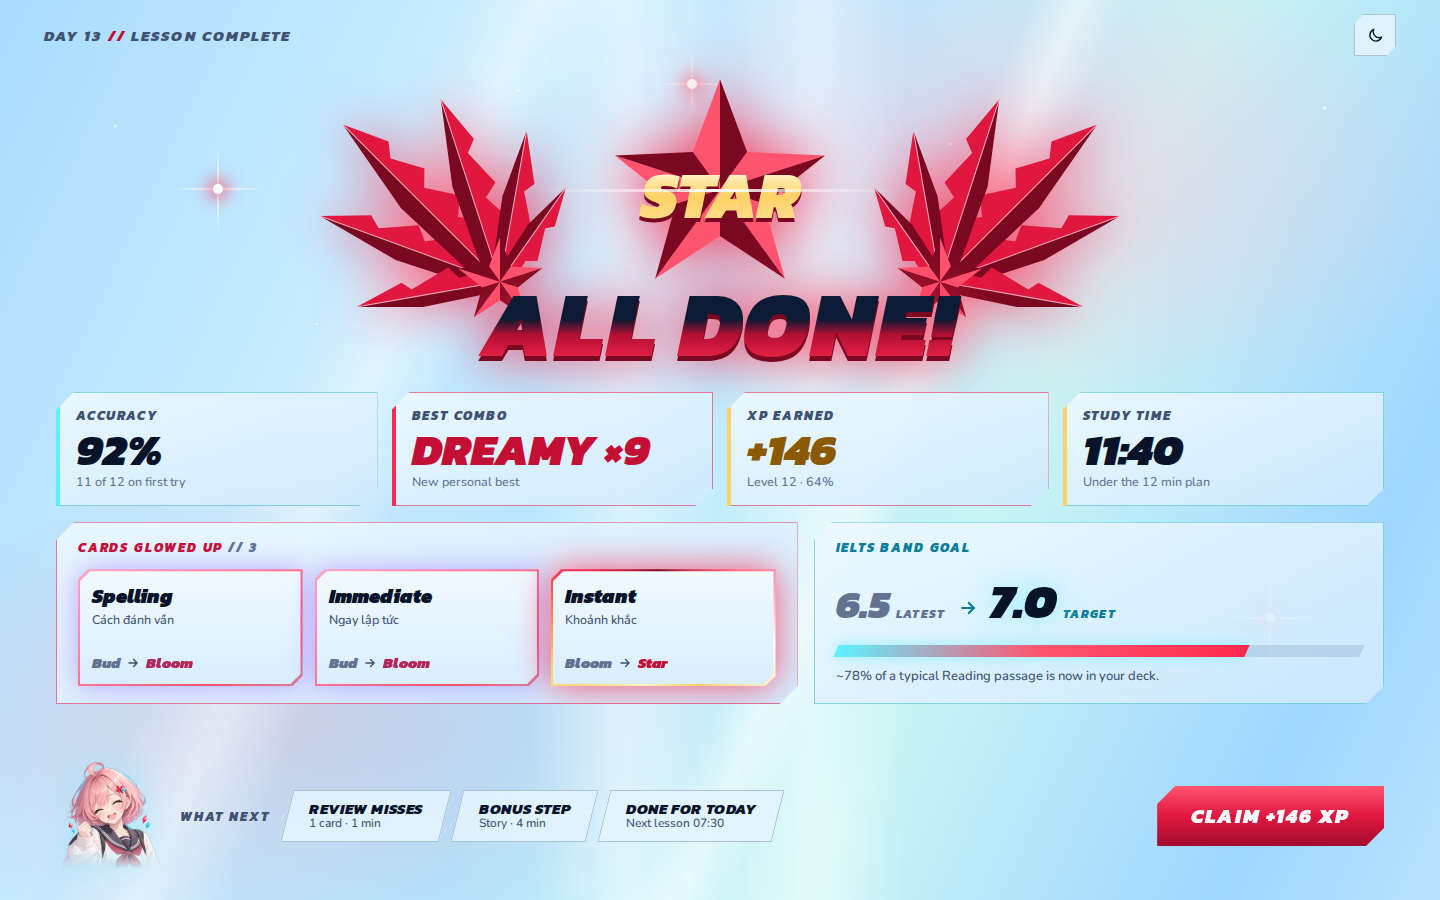 DAY 13 // LESSON COMPLETE
STAR
ALL DONE!
ACCURACY
92%
11 of 12 on first try
BEST COMBO
DREAMY ×9
New personal best
XP EARNED
+146
Level 12 · 64%
STUDY TIME
11:40
Under the 12 min plan
CARDS GLOWED UP // 3
Spelling
Cách đánh vần
Bud → Bloom
Immediate
Ngay lập tức
Bud → Bloom
Instant
Khoảnh khắc
Bloom → Star
IELTS BAND GOAL
6.5 LATEST → 7.0 TARGET
~78% of a typical Reading passage is now in your deck.
WHAT NEXT
REVIEW MISSES
1 card · 1 min
BONUS STEP
Story · 4 min
DONE FOR TODAY
Next lesson 07:30
CLAIM +146 XP